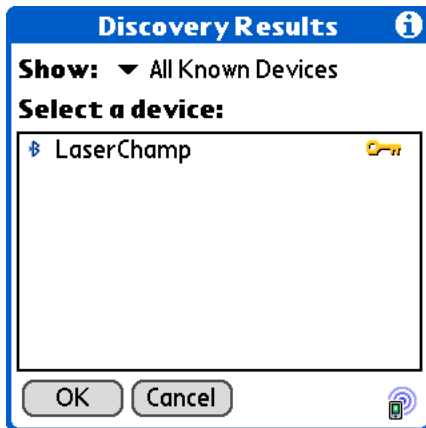 Discovery Results
Show: All Known Devices
Select a device:
LaserChamp
OK Cancel